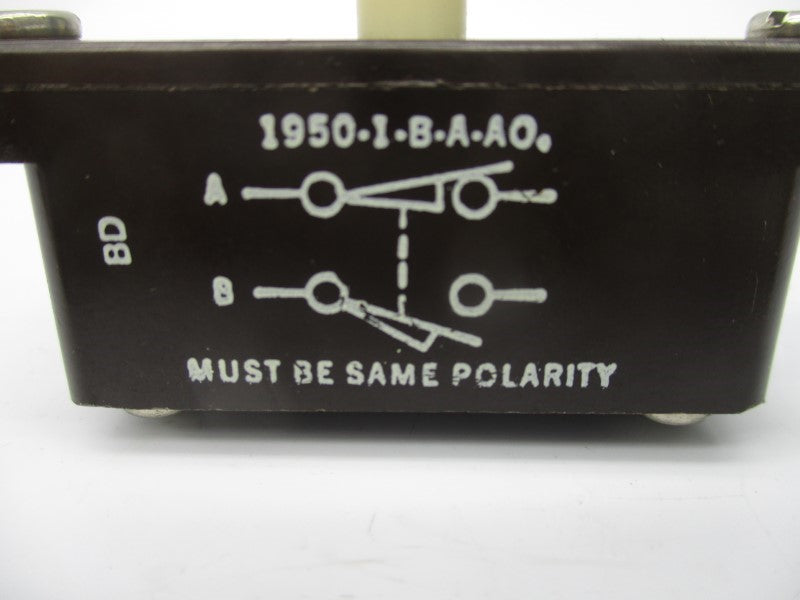 1950-1-B-A-AO.
A
BD
B
MUST BE SAME POLARITY